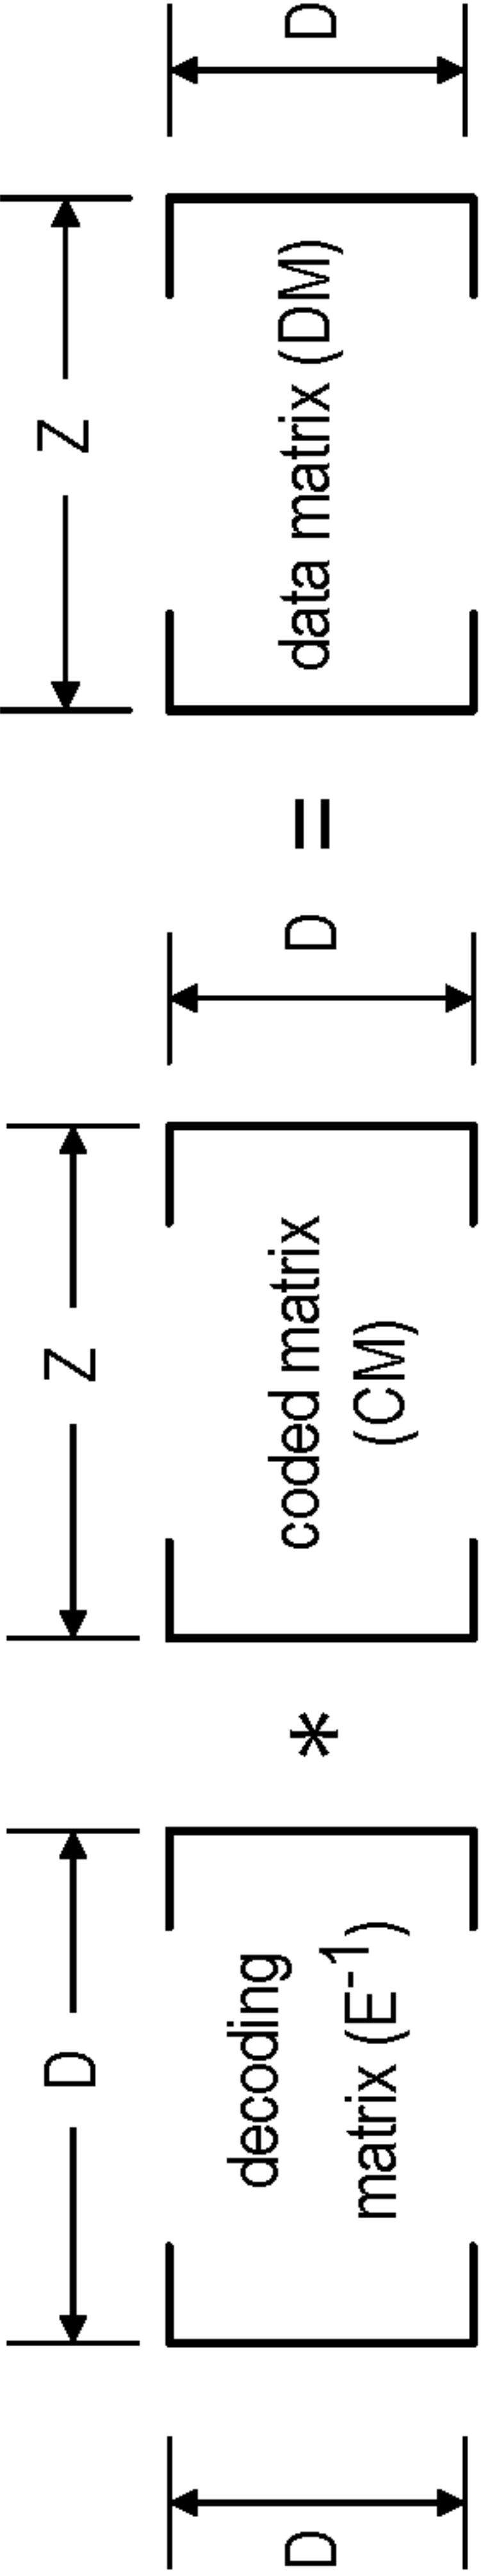 D
D
decoding
matrix (E-1)
*
Z
coded matrix
(CM)
D
=
Z
data matrix (DM)
D